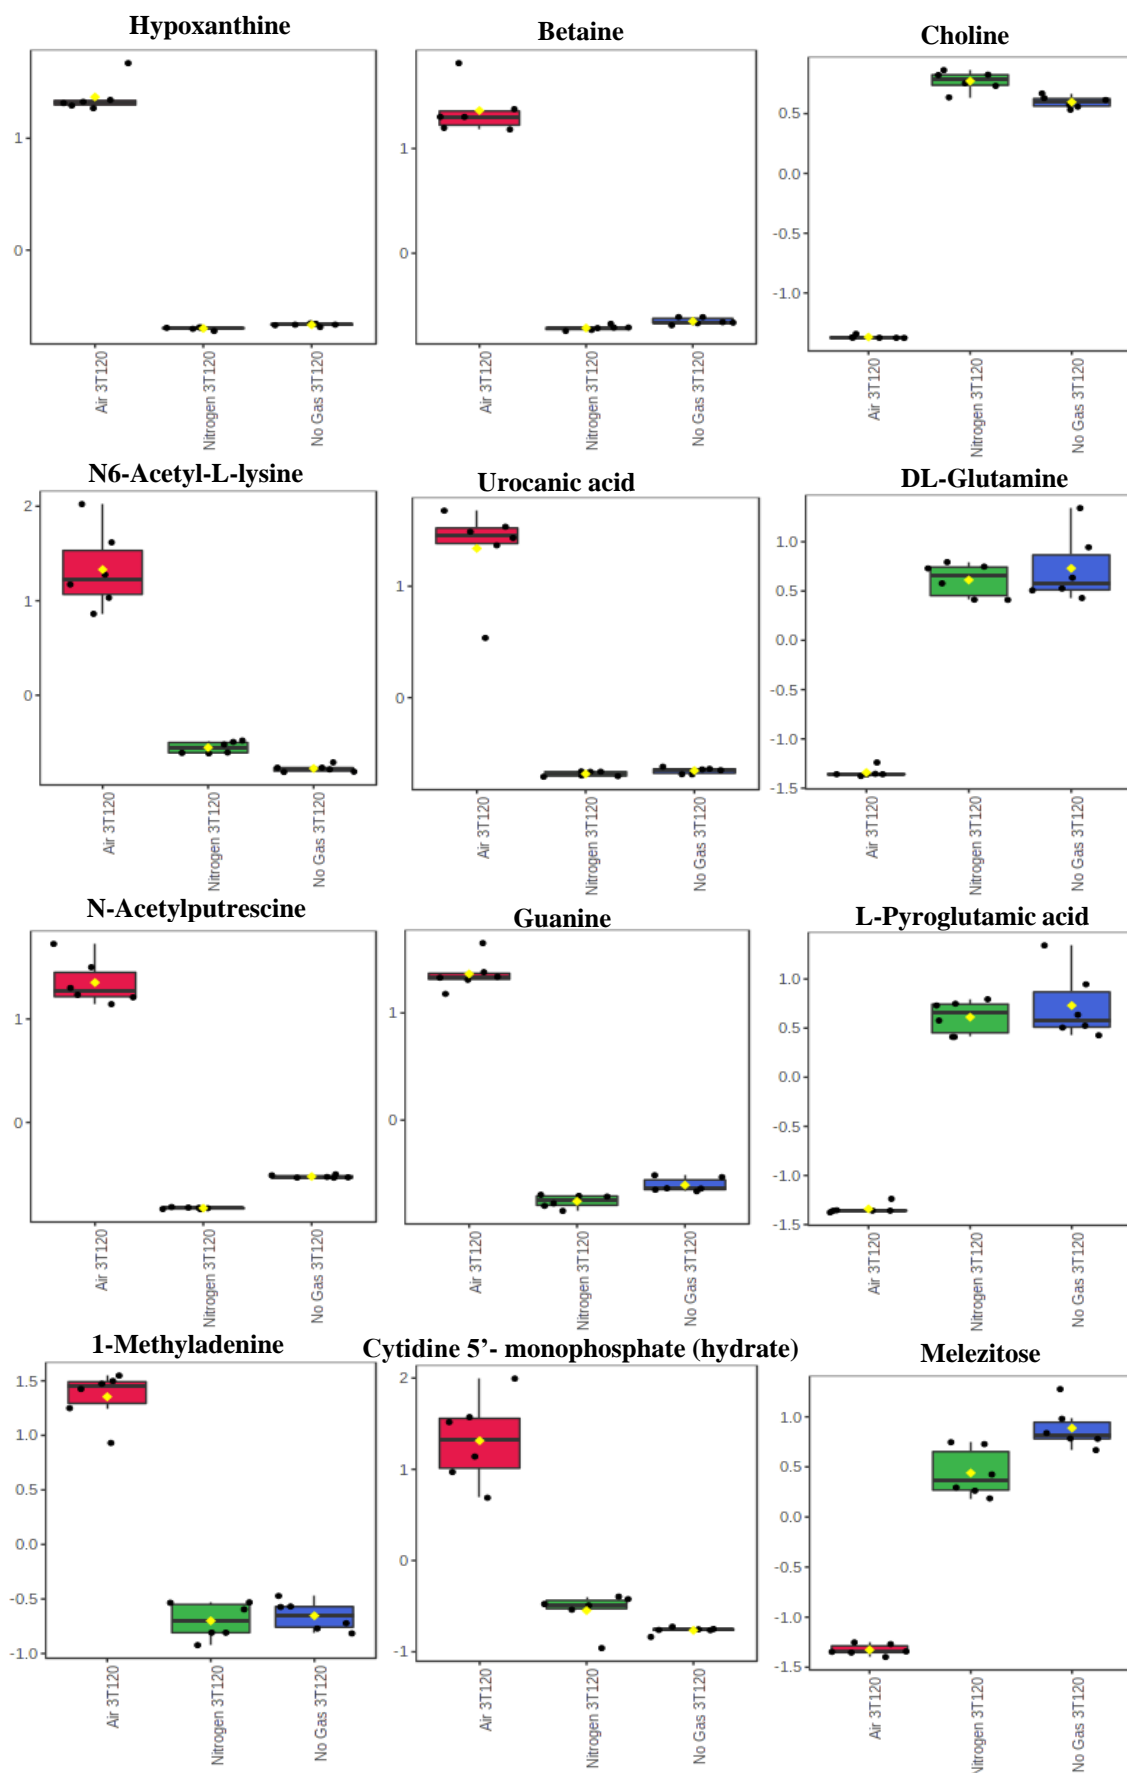 Hypoxanthine
Betaine
Choline
1
0
1
0
0.5
0.0
-0.5
-1.0
Air 3T120
Nitrogen 3T120
No Gas 3T120
Air 3T120
Nitrogen 3T120
No Gas 3T120
Air 3T120
Nitrogen 3T120
No Gas 3T120
N6-Acetyl-L-lysine
Urocanic acid
DL-Glutamine
2
1
0
1
0
1.0
0.5
0.0
-0.5
-1.0
-1.5
Air 3T120
Nitrogen 3T120
No Gas 3T120
Air 3T120
Nitrogen 3T120
No Gas 3T120
Air 3T120
Nitrogen 3T120
No Gas 3T120
N-Acetylputrescine
Guanine
L-Pyroglutamic acid
1
0
1
0
1.0
0.5
0.0
-0.5
-1.0
-1.5
Air 3T120
Nitrogen 3T120
No Gas 3T120
Air 3T120
Nitrogen 3T120
No Gas 3T120
Air 3T120
Nitrogen 3T120
No Gas 3T120
1-Methyladenine
Cytidine 5’- monophosphate (hydrate)
Melezitose
1.5
1.0
0.5
0.0
-0.5
-1.0
2
1
0
-1
1.0
0.5
0.0
-0.5
-1.0
-1.5
Air 3T120
Nitrogen 3T120
No Gas 3T120
Air 3T120
Nitrogen 3T120
No Gas 3T120
Air 3T120
Nitrogen 3T120
No Gas 3T120